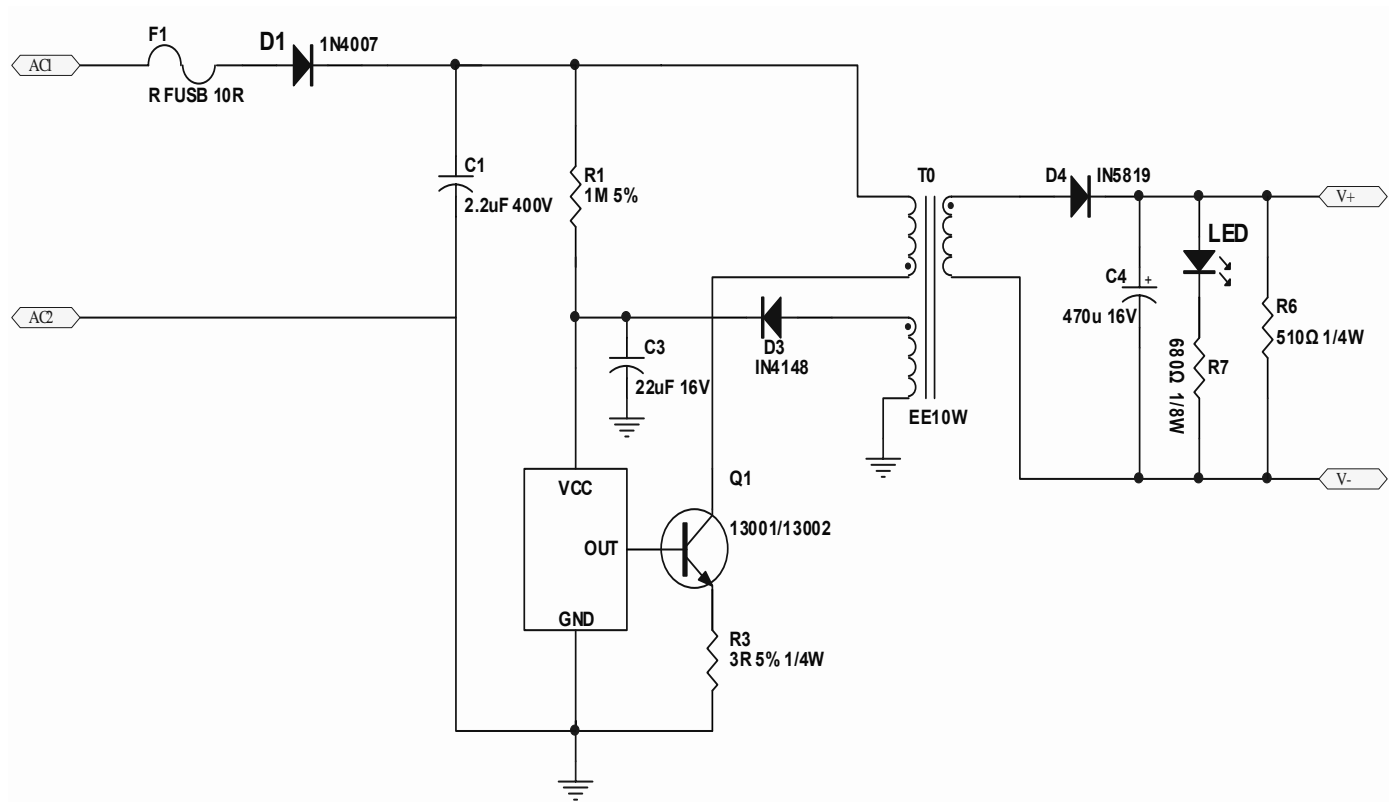 F1
D1
1N4007
AC1
R FUSB 10R
C1
2.2uF 400V
R1
1M 5%
T0
D4
IN5819
V+
LED
C4
+
470u 16V
R6
510Ω 1/4W
AC2
D3
IN4148
C3
22uF 16V
R7
680Ω 1/8W
EE10W
V-
VCC
OUT
GND
Q1
13001/13002
R3
3R 5% 1/4W